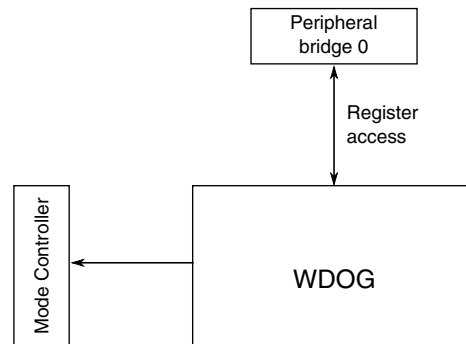 Peripheral
bridge 0
Register
access
Mode Controller
WDOG